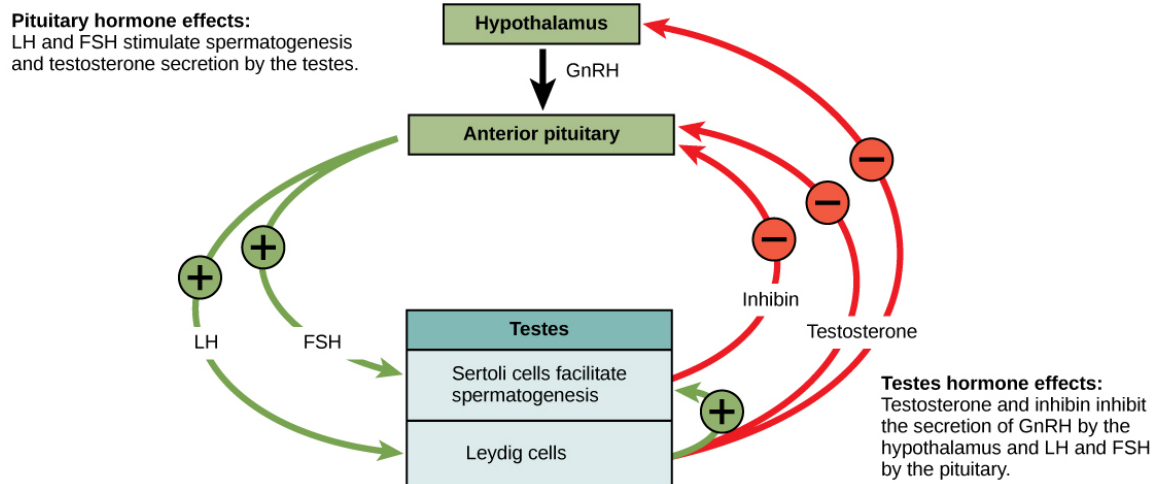 Pituitary hormone effects:
LH and FSH stimulate spermatogenesis
and testosterone secretion by the testes.
Hypothalamus
GnRH
Anterior pituitary
+
+
−
−
−
LH
FSH
Inhibin
Testosterone
Testes
Sertoli cells facilitate
spermatogenesis
+
Leydig cells
Testes hormone effects:
Testosterone and inhibin inhibit
the secretion of GnRH by the
hypothalamus and LH and FSH
by the pituitary.